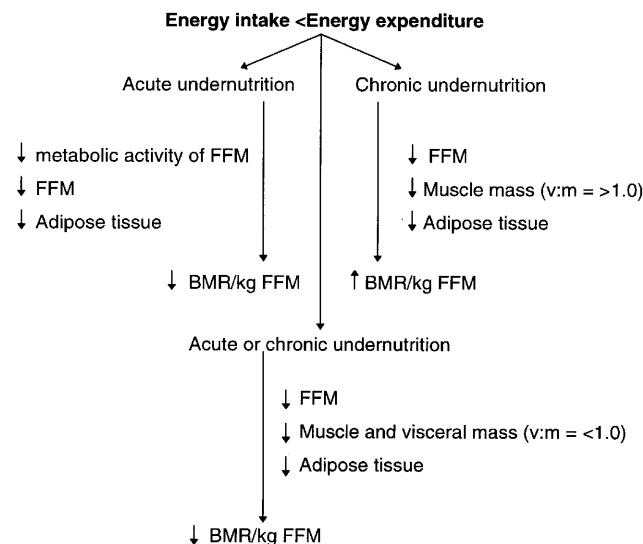 Energy intake <Energy expenditure
Acute undernutrition
Chronic undernutrition
↓ metabolic activity of FFM
↓ FFM
↓ Adipose tissue
↓ FFM
↓ Muscle mass (v:m = >1.0)
↓ Adipose tissue
↓ BMR/kg FFM
↑ BMR/kg FFM
Acute or chronic undernutrition
↓ FFM
↓ Muscle and visceral mass (v:m = <1.0)
↓ Adipose tissue
↓ BMR/kg FFM